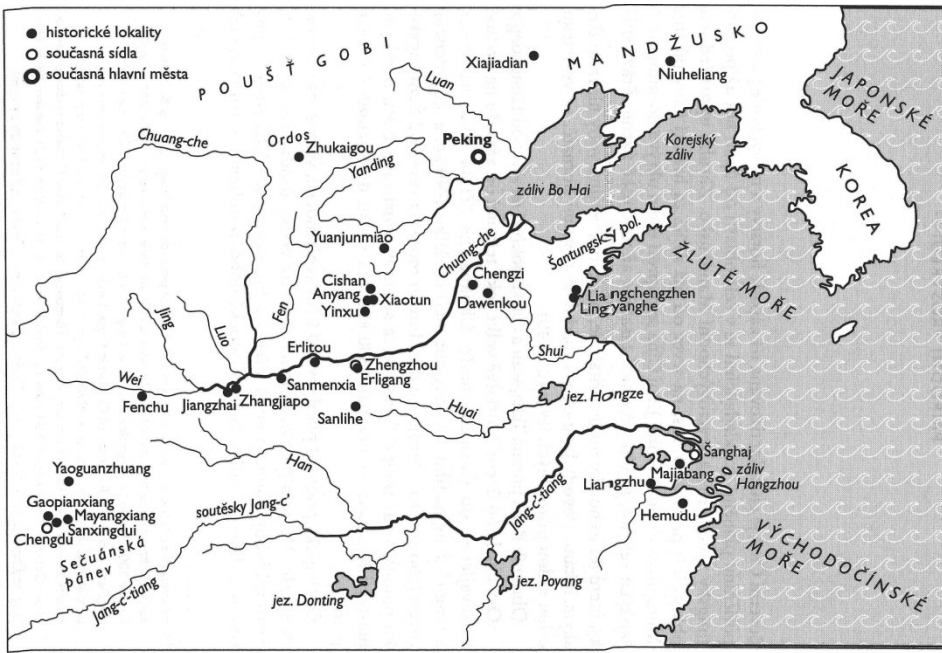 historické lokality
současná sídla
současná hlavní města
POUŠŤ GOBI
MANDŽUSKO
Xiajiadian
Niuheliang
Luan
JAPONSKÉ
MOŘE
Chuang-che
Ordos
Zhukaigou
Peking
Yanding
Korejský
záliv
záliv Bo Hai
KOREA
Yuanjunmiao
Chuang-che
Šantungský pol.
Chengzi
Dawenkou
ŽLUTÉ MOŘE
Cishan
Anyang
Xiaotun
Yinxu
Liangchengzhen
Lingyanghe
Jing
Luo
Fen
Shui
Erlitou
Zhengzhou
Erligang
Wei
Fenchu
Jiangzhai
Zhangjiapo
Sanmenxia
Sanlihe
Huai
jez. Hongze
Han
Yaoguanzhuang
Šanghaj
Majiabang
záliv
Hangzhou
Liangzhu
Hemudu
Gaopianxiang
Mayangxiang
Sanxingdui
Chengdu
soutěsky Jang-c'
Jang-c'-ťiang
Sečuánská
pánev
Jang-c'-ťiang
jez. Donting
jez. Poyang
VÝCHODOČÍNSKÉ
MOŘE